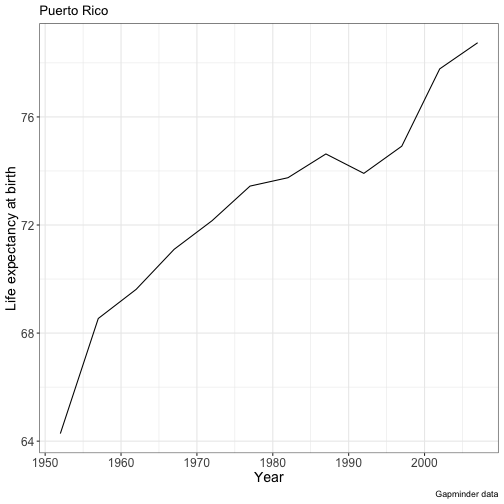 Puerto Rico
Life expectancy at birth
76
72
68
64
1950 1960 1970 1980 1990 2000
Year
Gapminder data